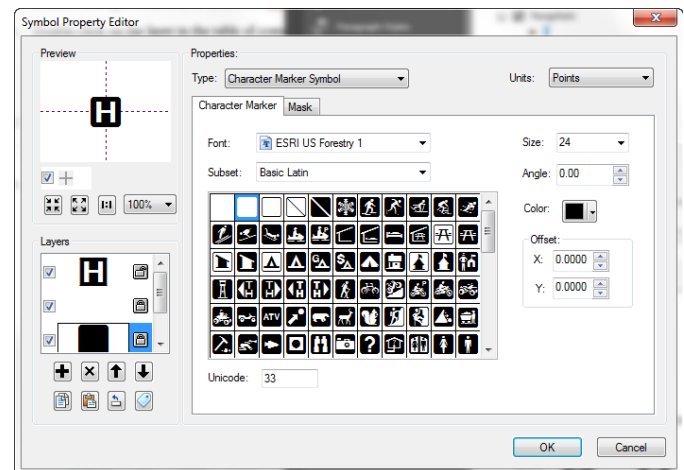 Symbol Property Editor
Preview
Properties:
Type: Character Marker Symbol
Units: Points
Character Marker
Mask
H
Font: ESRI US Forestry 1
Size: 24
Subset: Basic Latin
Angle: 0.00
1:1
100%
Color:
Layers
Offset:
X: 0.0000
Y: 0.0000
H
ATV
?
Unicode: 33
OK
Cancel